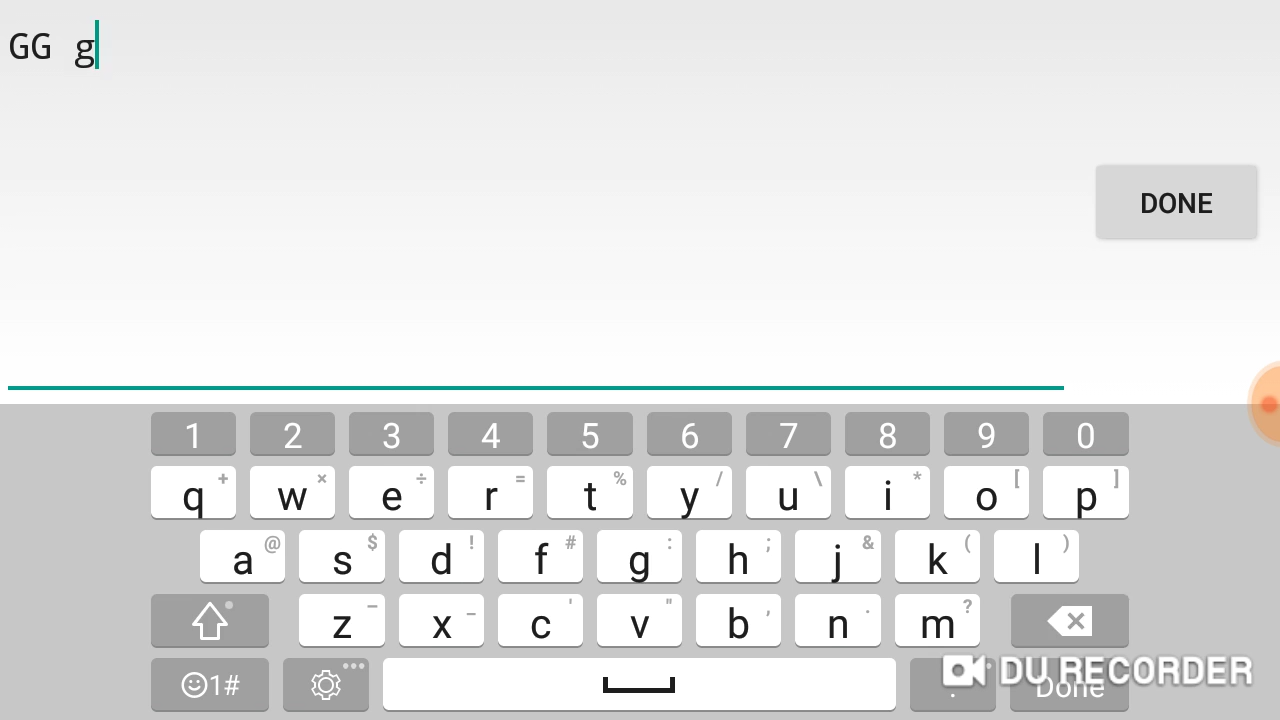 GG  g
DONE
1 2 3 4 5 6 7 8 9 0
q + w × e ÷ r = t % y / u \ i * o [ p ]
a @ s $ d ! f # g : h ; j & k ( l )
z – x _ c ' v " b , n . m ?
1# . Done
DU RECORDER